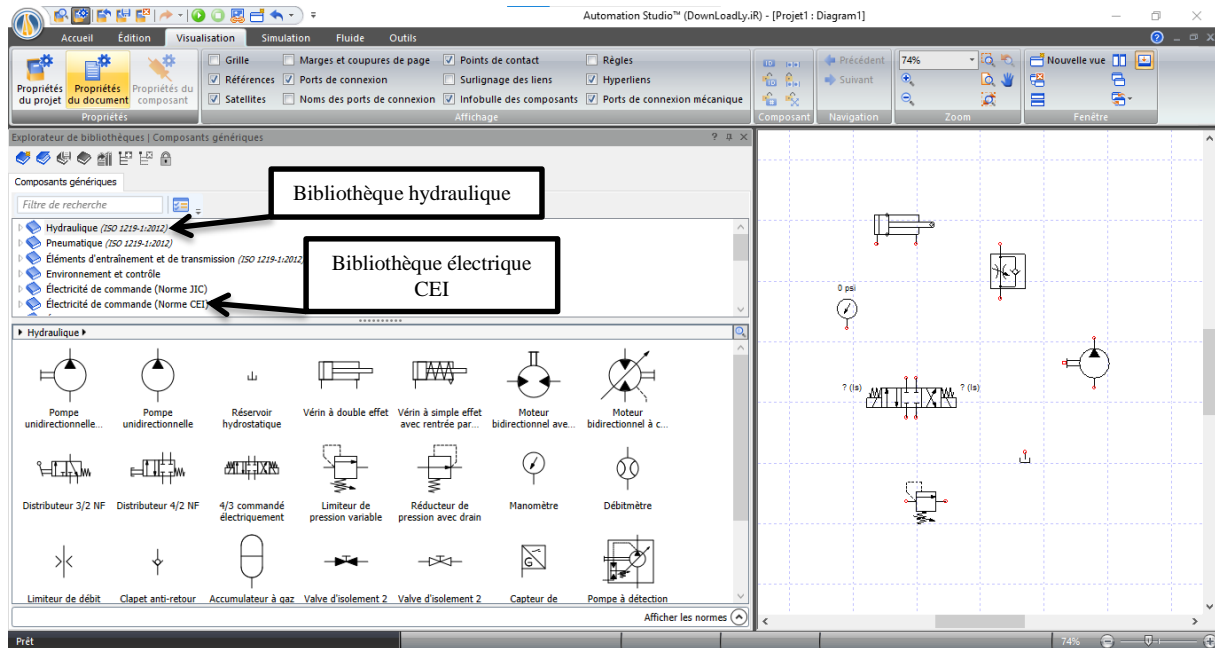 Automation Studio™ (DownLoadLy.iR) - [Projet1 : Diagram1]
Accueil Édition Visualisation Simulation Fluide Outils
Propriétés du projet
Propriétés du document
Propriétés du composant
Propriétés
Grille
Références
Satellites
Marges et coupures de page
Ports de connexion
Noms des ports de connexion
Points de contact
Surlignage des liens
Infobulle des composants
Règles
Hyperliens
Ports de connexion mécanique
Affichage
Composant
Précédent
Suivant
Navigation
74%
Zoom
Nouvelle vue
Fenêtre
Explorateur de bibliothèques | Composants génériques
Composants génériques
Filtre de recherche
Bibliothèque hydraulique
Hydraulique (ISO 1219-1:2012)
Pneumatique (ISO 1219-1:2012)
Éléments d'entraînement et de transmission (ISO 1219-1:2012)
Environnement et contrôle
Électricité de commande (Norme JIC)
Électricité de commande (Norme CEI)
Bibliothèque électrique
CEI
Hydraulique
Pompe
unidirectionnelle...
Pompe
unidirectionnelle
Réservoir
hydrostatique
Vérin à double effet
Vérin à simple effet
avec rentrée par...
Moteur
bidirectionnel ave...
Moteur
bidirectionnel à c...
Distributeur 3/2 NF
Distributeur 4/2 NF
4/3 commandé
électriquement
Limiteur de
pression variable
Réducteur de
pression avec drain
Manomètre
Débitmètre
Limiteur de débit
Clapet anti-retour
Accumulateur à gaz
Valve d'isolement 2
Valve d'isolement 2
Capteur de
Pompe à détection
Afficher les normes
0 psi
? (ls)
? (ls)
Prêt
74%